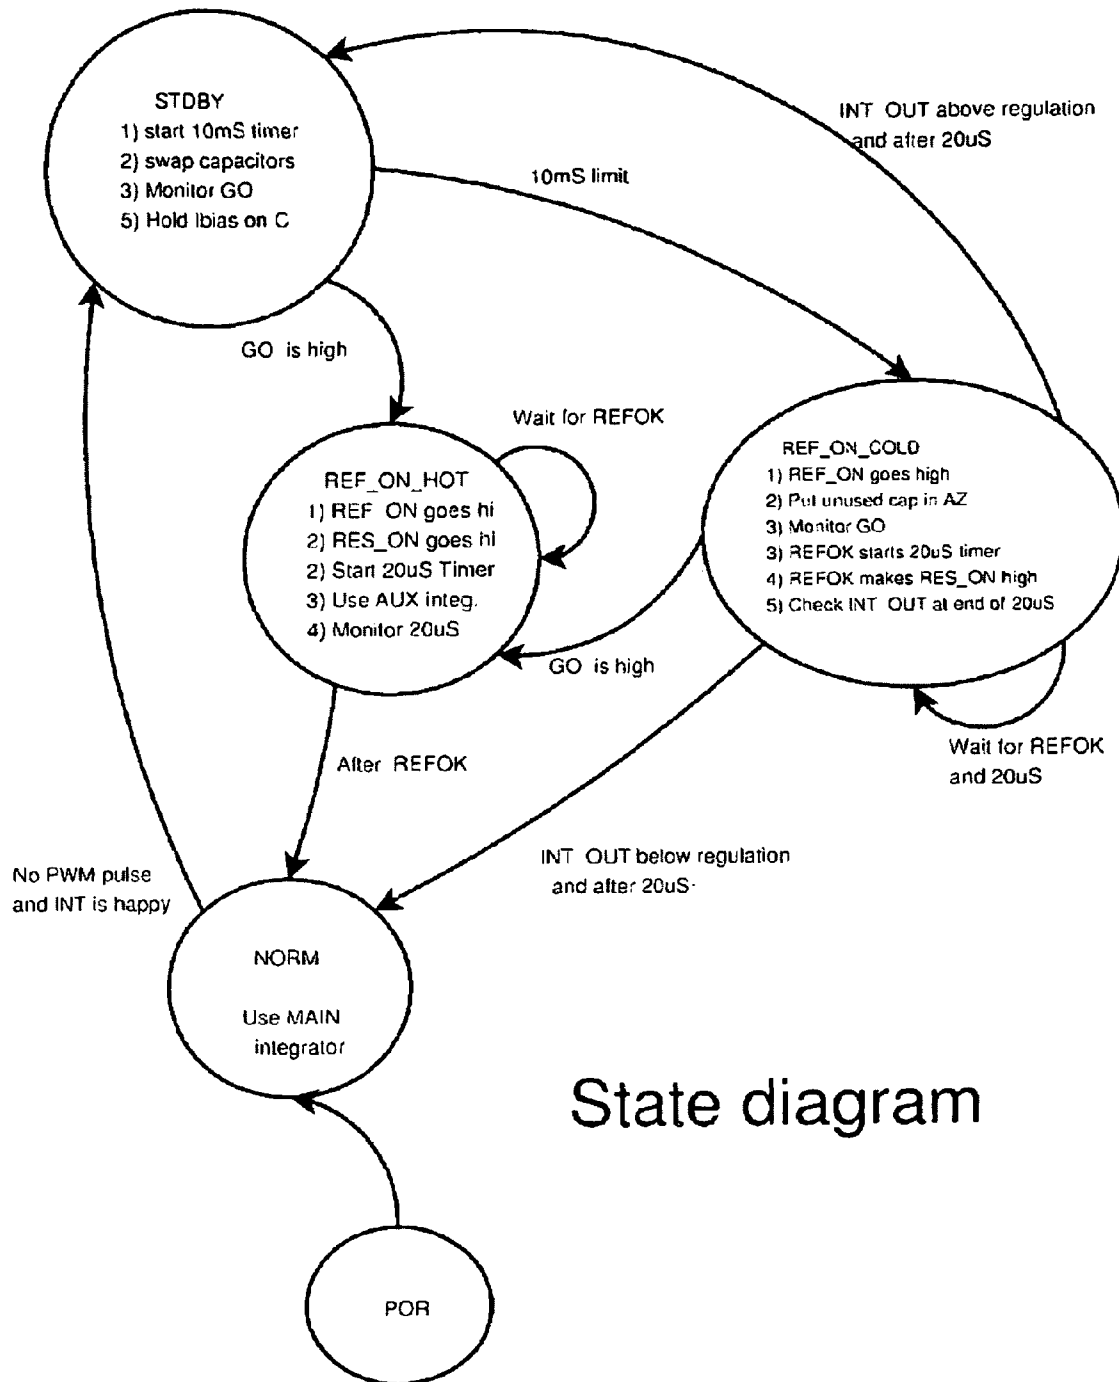 STDBY
1) start 10mS timer
2) swap capacitors
3) Monitor GO
5) Hold Ibias on C
INT OUT above regulation
and after 20uS
10mS limit
GO is high
Wait for REFOK
REF_ON_HOT
1) REF ON goes hi
2) RES_ON goes hi
2) Start 20uS Timer
3) Use AUX integ.
4) Monitor 20uS
REF_ON_COLD
1) REF_ON goes high
2) Put unused cap in AZ
3) Monitor GO
3) REFOK starts 20uS timer
4) REFOK makes RES_ON high
5) Check INT OUT at end of 20uS
GO is high
Wait for REFOK
and 20uS
After REFOK
INT OUT below regulation
and after 20uS
No PWM pulse
and INT is happy
NORM
Use MAIN
integrator
State diagram
POR